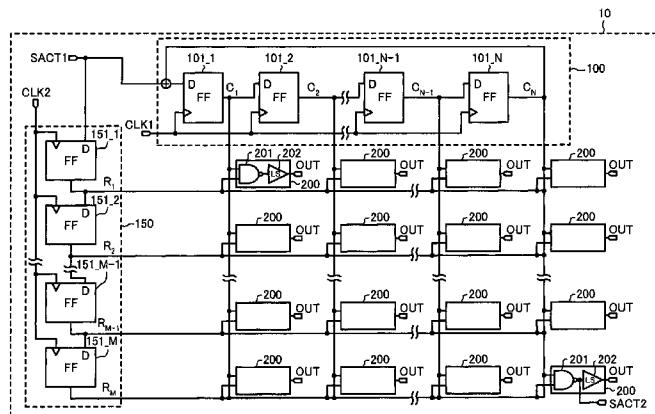 10
SACT1
101_1
101_2
101_N-1
101_N
100
CLK2
D
FF
C1
D
FF
C2
D
FF
CN-1
D
FF
CN
CLK1
151_1
D
FF
R1
201
202
LS
200
OUT
200
OUT
200
OUT
200
OUT
151_2
D
FF
R2
150
200
OUT
200
OUT
200
OUT
200
OUT
151_M-1
D
FF
RM-1
200
OUT
200
OUT
200
OUT
200
OUT
151_M
D
FF
RM
200
OUT
200
OUT
200
OUT
201
202
LS
OUT
200
SACT2